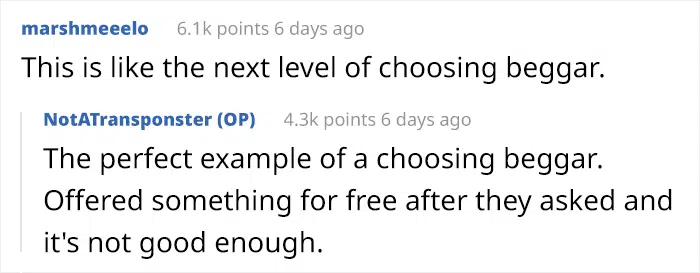 marshmeeelo 6.1k points 6 days ago
This is like the next level of choosing beggar.
NotATransponster (OP) 4.3k points 6 days ago
The perfect example of a choosing beggar.
Offered something for free after they asked and
it's not good enough.